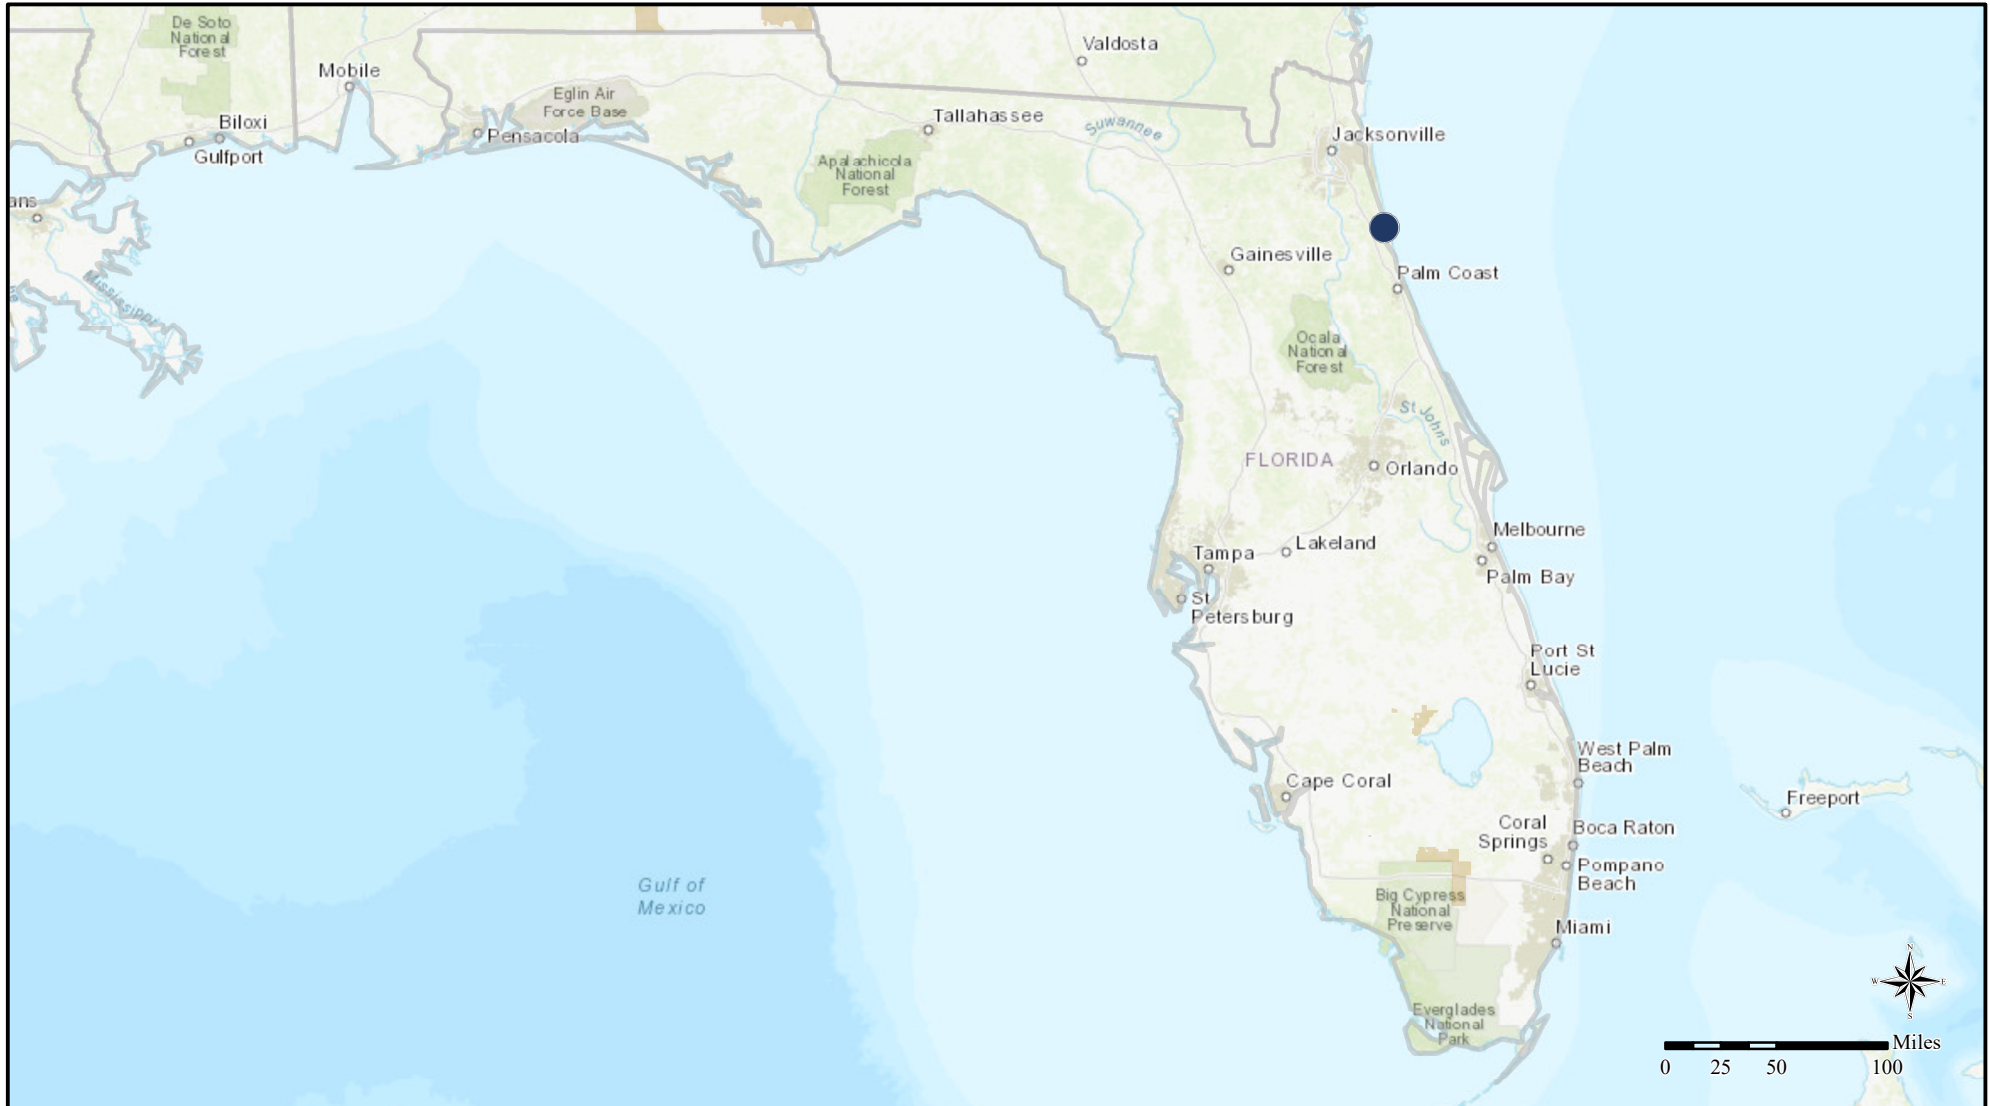 De Soto
National
Forest
Valdosta
Mobile
Eglin Air
Force Base
Biloxi
Tallahassee
Suwannee
Pensacola
Jacksonville
Gulfport
Apalachicola
National
Forest
ans
Gainesville
Palm Coast
Mississippi
Ocala
National
Forest
St Johns
FLORIDA
Orlando
Melbourne
Lakeland
Tampa
Palm Bay
St
Petersburg
Port St
Lucie
West Palm
Beach
Cape Coral
Freeport
Coral
Springs
Boca Raton
Pompano
Beach
Gulf of
Mexico
Big Cypress
National
Preserve
Miami
N
W
E
S
Everglades
National
Park
Miles
0 25 50 100